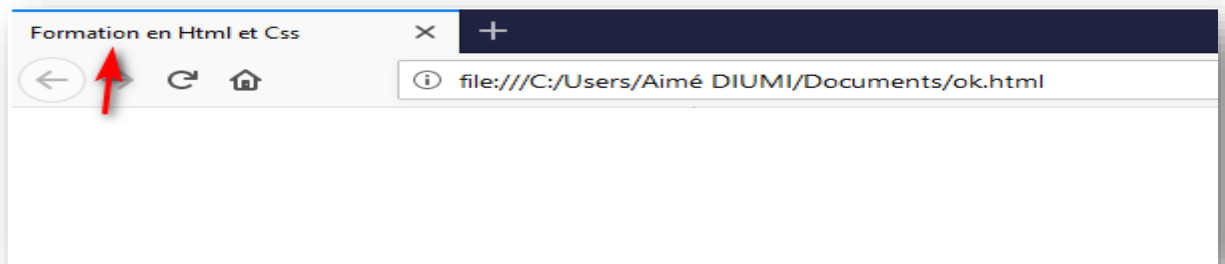 Formation en Html et Css
file:///C:/Users/Aimé DIUMI/Documents/ok.html